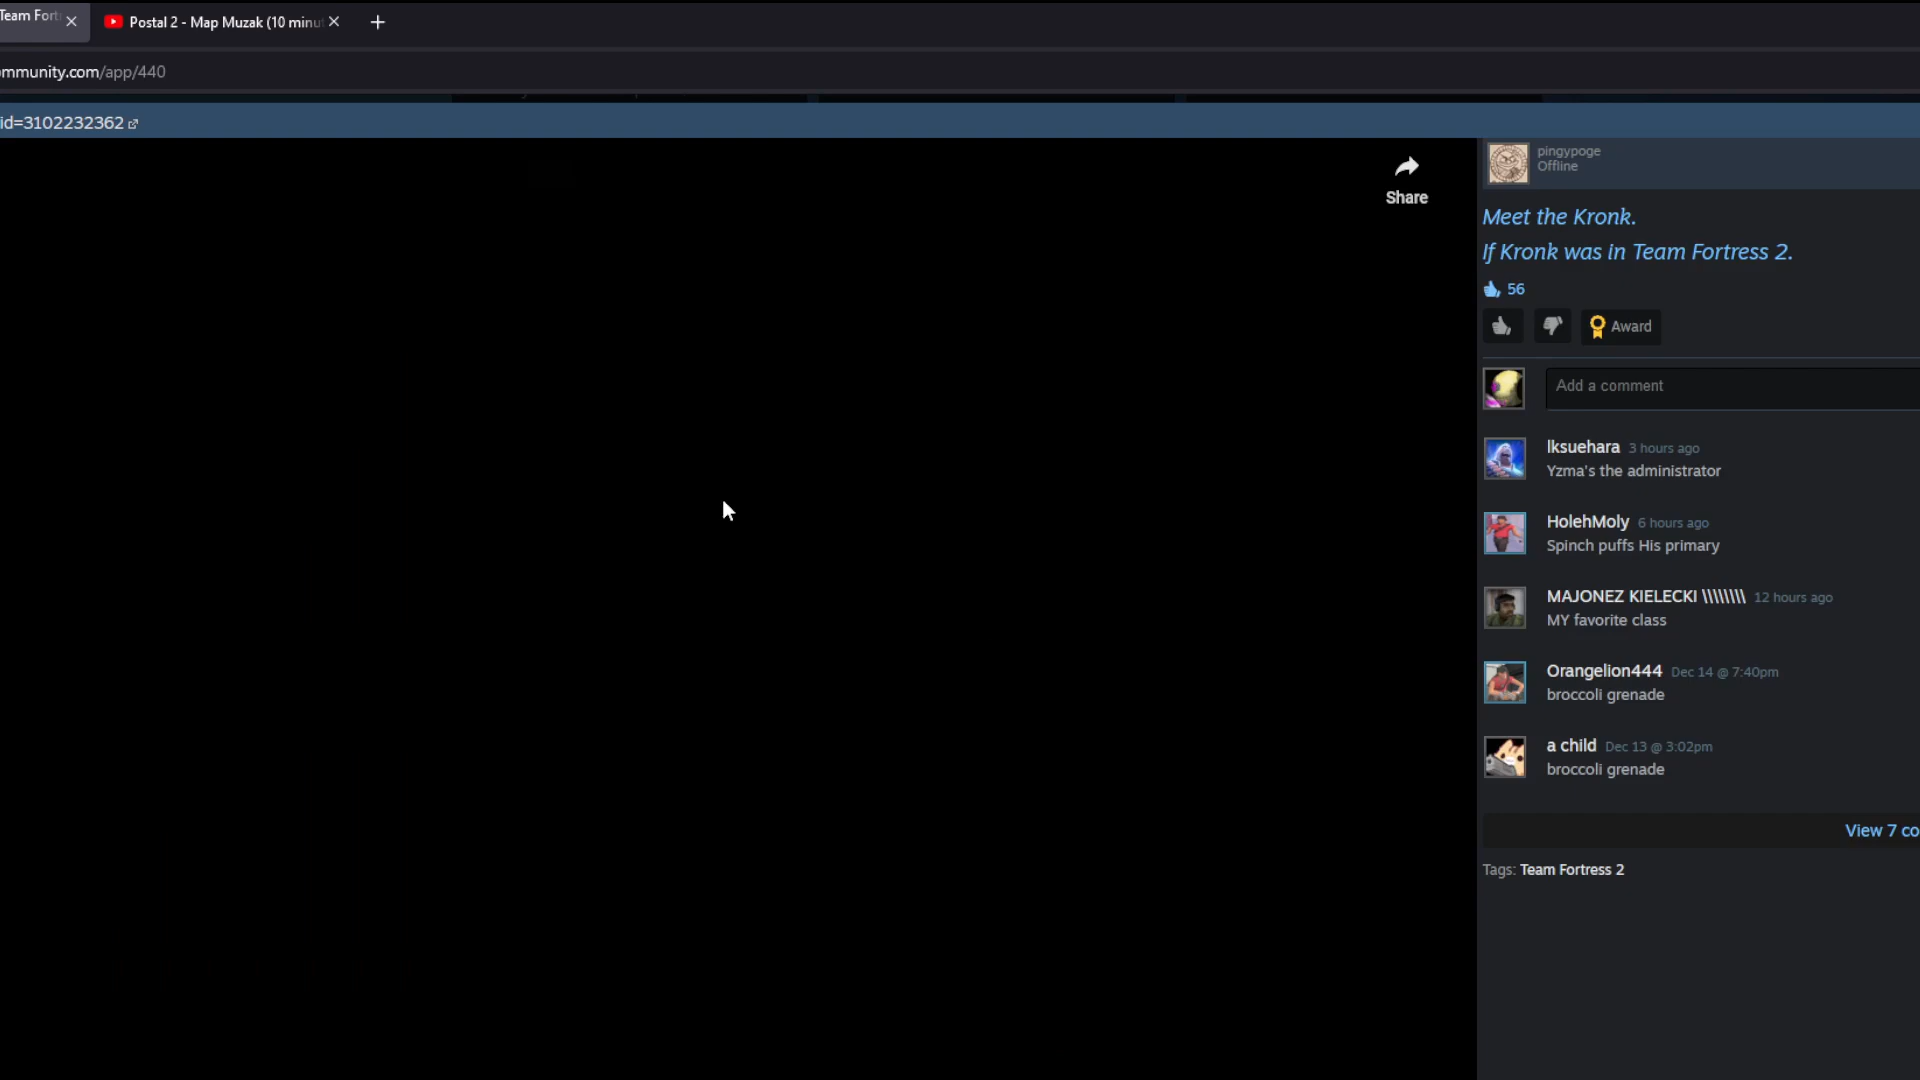 Team Fort
Postal 2 - Map Muzak (10 minu
mmunity.com/app/440
id=3102232362
Share
pingypoge
Offline
Meet the Kronk.
If Kronk was in Team Fortress 2.
56
Award
Add a comment
lksuehara 3 hours ago
Yzma's the administrator
HolehMoly 6 hours ago
Spinch puffs His primary
MAJONEZ KIELECKI \\\\\\\\ 12 hours ago
MY favorite class
Orangelion444 Dec 14 @ 7:40pm
broccoli grenade
a child Dec 13 @ 3:02pm
broccoli grenade
View 7 co
Tags: Team Fortress 2